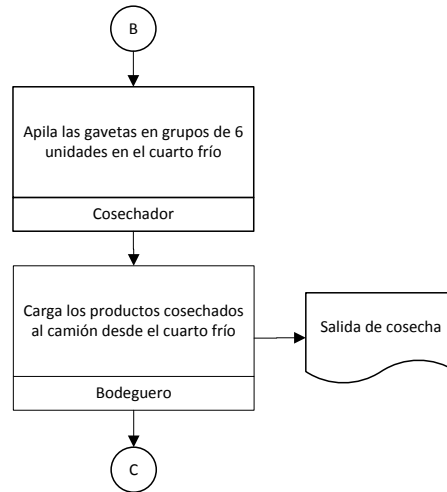 B
Apila las gavetas en grupos de 6
unidades en el cuarto frío
Cosechador
Carga los productos cosechados
al camión desde el cuarto frío
Salida de cosecha
Bodeguero
C